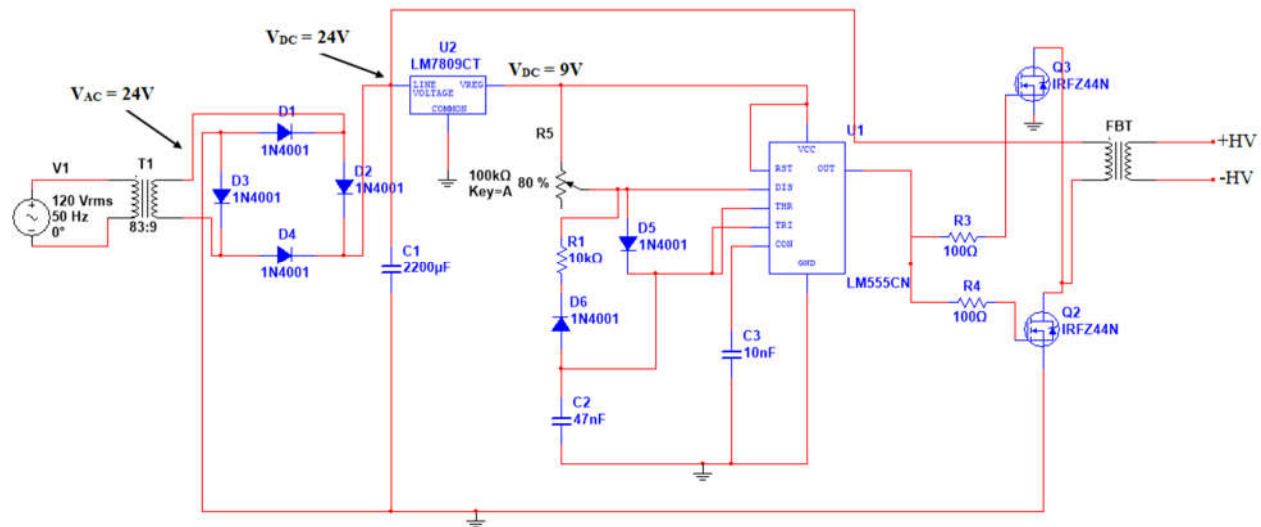 V1
120 Vrms
50 Hz
0°
VAC = 24V
T1
83:9
D1
1N4001
D2
1N4001
D3
1N4001
D4
1N4001
VDC = 24V
C1
2200µF
U2
LM7809CT
LINE VREG
VOLTAGE
COMMON
VDC = 9V
R5
100kΩ
Key=A
80 %
R1
10kΩ
D5
1N4001
D6
1N4001
C2
47nF
C3
10nF
U1
VCC
RST OUT
DIS
THR
TRI
CON
GND
LM555CN
R3
100Ω
R4
100Ω
Q3
IRFZ44N
Q2
IRFZ44N
FBT
+HV
-HV